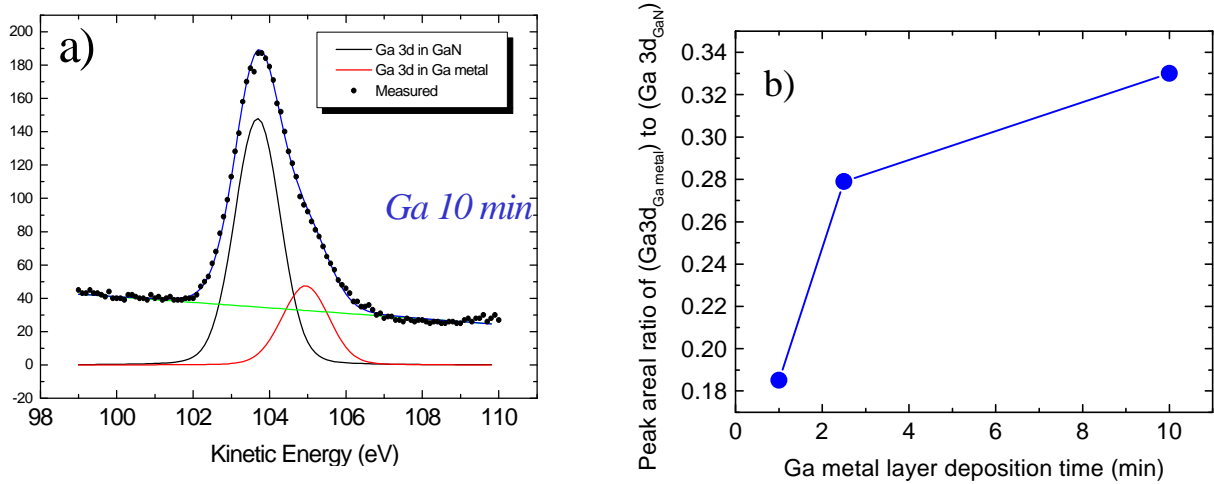 a)
Ga 3d in GaN
Ga 3d in Ga metal
Measured
Ga 10 min
200
180
160
140
120
100
80
60
40
20
0
-20
98 100 102 104 106 108 110
Kinetic Energy (eV)
b)
Peak areal ratio of (Ga3d_Ga metal) to (Ga 3d_GaN)
0.34
0.32
0.30
0.28
0.26
0.24
0.22
0.20
0.18
0 2 4 6 8 10
Ga metal layer deposition time (min)